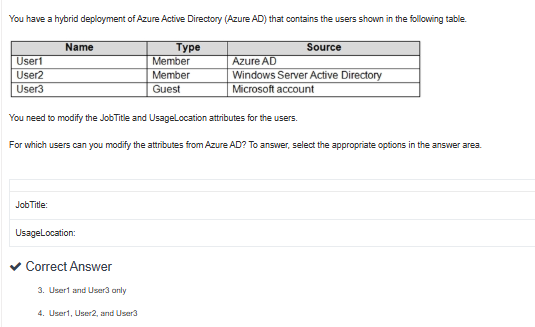 You have a hybrid deployment of Azure Active Directory (Azure AD) that contains the users shown in the following table.
Name Type Source
User1 Member Azure AD
User2 Member Windows Server Active Directory
User3 Guest Microsoft account
You need to modify the JobTitle and UsageLocation attributes for the users.
For which users can you modify the attributes from Azure AD? To answer, select the appropriate options in the answer area.
JobTitle:
UsageLocation:
✔ Correct Answer
3. User1 and User3 only
4. User1, User2, and User3